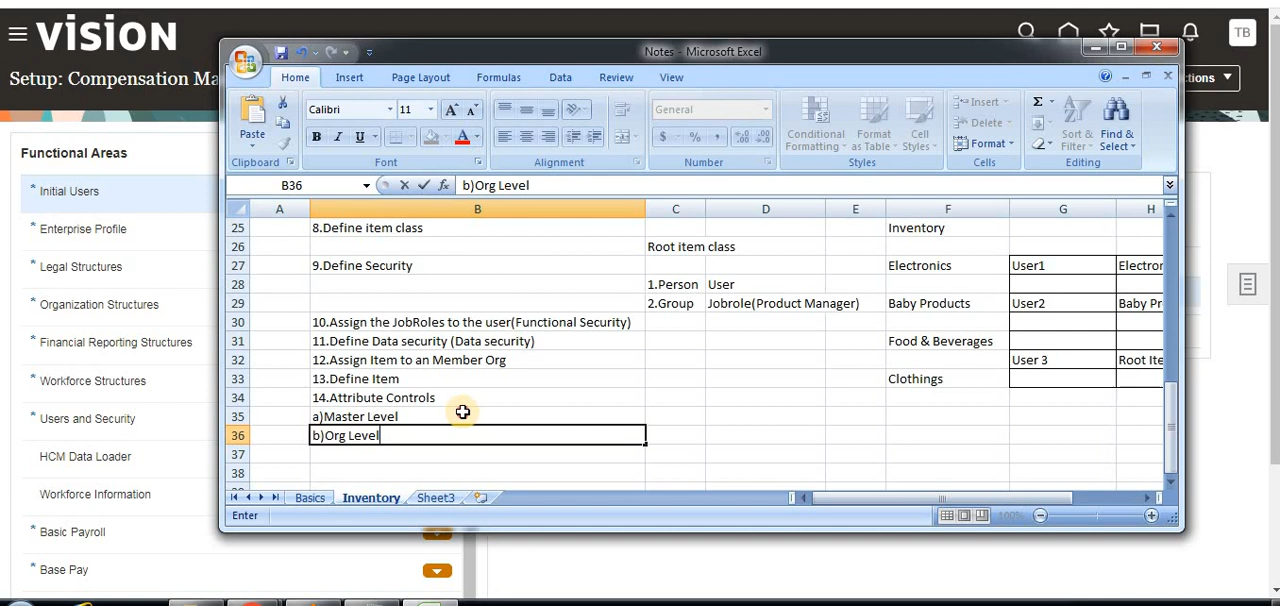 VISION
TB
Setup: Compensation Ma
ctions
Functional Areas
* Initial Users
* Enterprise Profile
* Legal Structures
* Organization Structures
* Financial Reporting Structures
* Workforce Structures
* Users and Security
HCM Data Loader
Workforce Information
* Basic Payroll
* Base Pay
Notes - Microsoft Excel
Home Insert Page Layout Formulas Data Review View
Paste
Clipboard
Calibri 11
B I U
Font
Alignment
General
$ % ,
Number
Conditional Formatting
Format as Table
Cell Styles
Styles
Insert
Delete
Format
Cells
Sort & Filter
Find & Select
Editing
B36 fx b)Org Level
A B C D E F G H
25 8.Define item class Inventory
26 Root item class
27 9.Define Security Electronics User1 Electror
28 1.Person User
29 2.Group Jobrole(Product Manager) Baby Products User2 Baby Pr
30 10.Assign the JobRoles to the user(Functional Security)
31 11.Define Data security (Data security) Food & Beverages
32 12.Assign Item to an Member Org User 3 Root Ite
33 13.Define Item Clothings
34 14.Attribute Controls
35 a)Master Level
36 b)Org Level
37
38
Basics Inventory Sheet3
Enter 100%